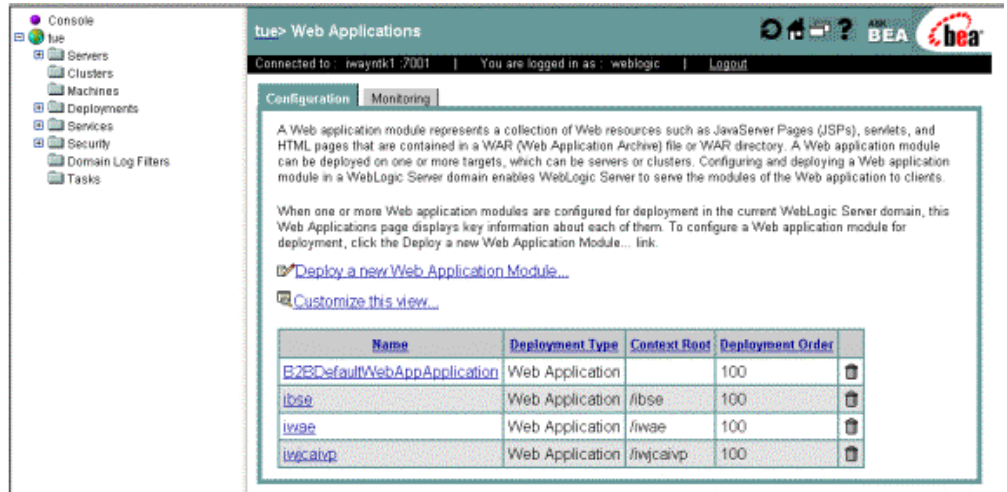 Console
tue
Servers
Clusters
Machines
Deployments
Services
Security
Domain Log Filters
Tasks
tue> Web Applications
? ASK BEA bea
Connected to : iwayntk1 :7001 | You are logged in as : weblogic | Logout
Configuration Monitoring
A Web application module represents a collection of Web resources such as JavaServer Pages (JSPs), servlets, and
HTML pages that are contained in a WAR (Web Application Archive) file or WAR directory. A Web application module
can be deployed on one or more targets, which can be servers or clusters. Configuring and deploying a Web application
module in a WebLogic Server domain enables WebLogic Server to serve the modules of the Web application to clients.
When one or more Web application modules are configured for deployment in the current WebLogic Server domain, this
Web Applications page displays key information about each of them. To configure a Web application module for
deployment, click the Deploy a new Web Application Module... link.
Deploy a new Web Application Module...
Customize this view...
Name Deployment Type Context Root Deployment Order
B2BDefaultWebAppApplication Web Application 100
ibse Web Application /ibse 100
iwae Web Application /iwae 100
iwjcaivp Web Application /iwjcaivp 100